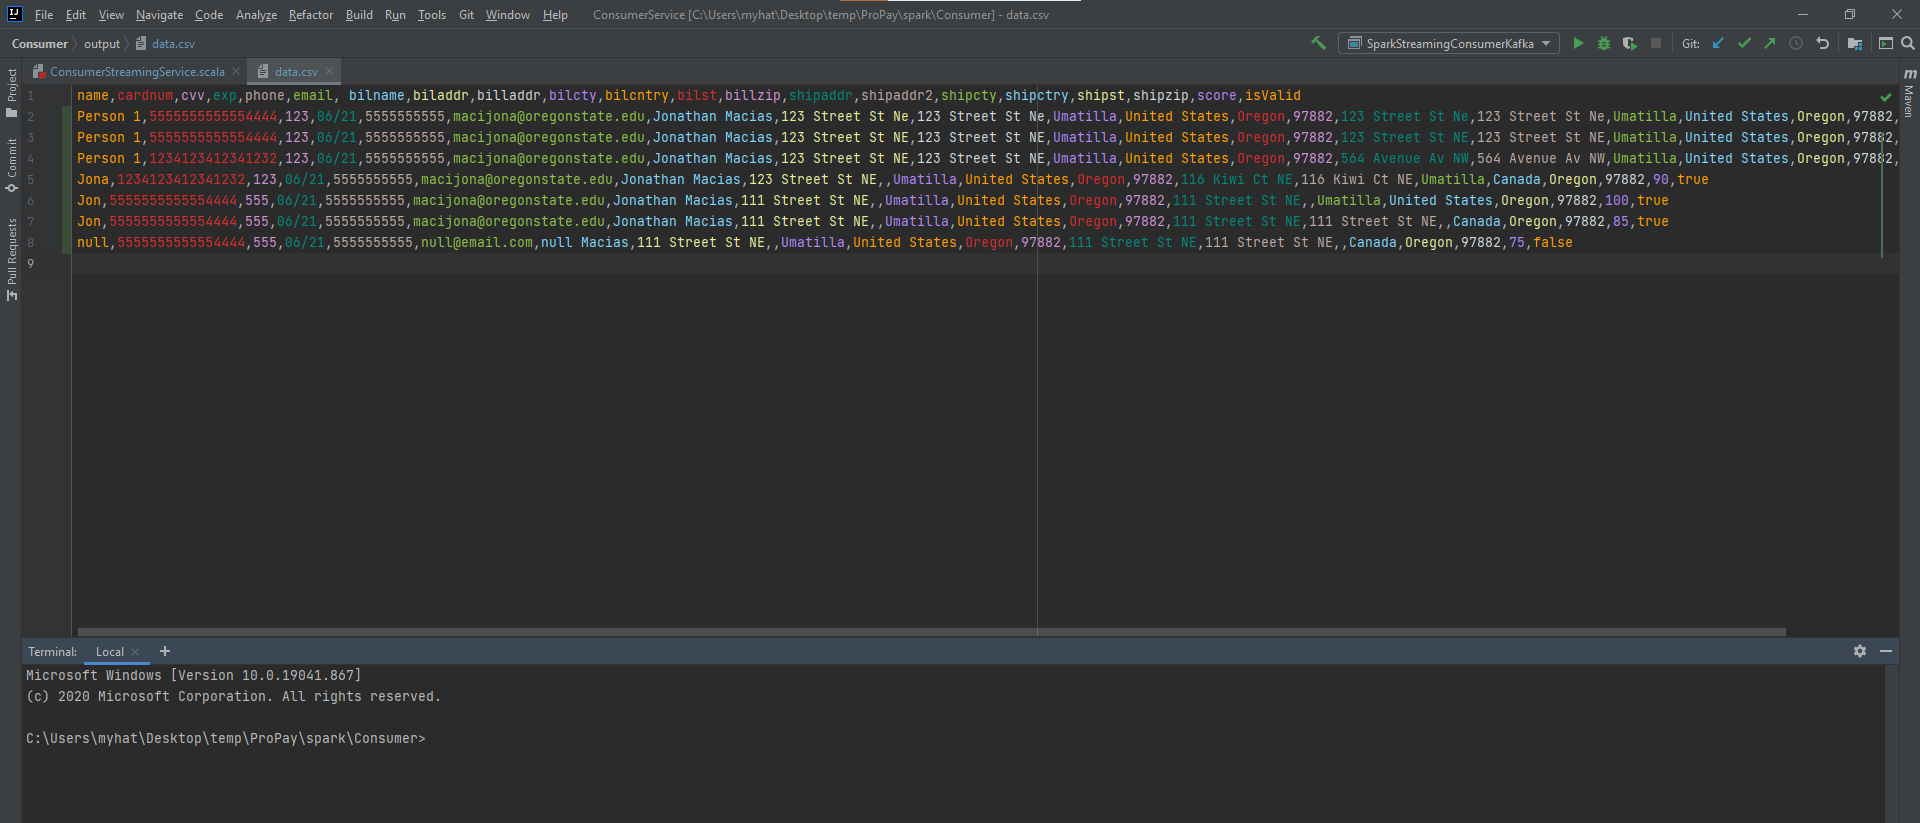 File Edit View Navigate Code Analyze Refactor Build Run Tools Git Window Help ConsumerService [C:\Users\myhat\Desktop\temp\ProPay\spark\Consumer] - data.csv
Consumer output data.csv SparkStreamingConsumerKafka Git:
ConsumerStreamingService.scala data.csv
Project
Commit
Pull Requests
Maven
1 name,cardnum,cvv,exp,phone,email, bilname,biladdr,billaddr,bilcty,bilcntry,bilst,billzip,shipaddr,shipaddr2,shipcty,shipctry,shipst,shipzip,score,isValid
2 Person 1,5555555555554444,123,06/21,5555555555,macijona@oregonstate.edu,Jonathan Macias,123 Street St Ne,123 Street St Ne,Umatilla,United States,Oregon,97882,123 Street St Ne,123 Street St Ne,Umatilla,United States,Oregon,97882,
3 Person 1,5555555555554444,123,06/21,5555555555,macijona@oregonstate.edu,Jonathan Macias,123 Street St NE,123 Street St NE,Umatilla,United States,Oregon,97882,123 Street St NE,123 Street St NE,Umatilla,United States,Oregon,97882,
4 Person 1,1234123412341232,123,06/21,5555555555,macijona@oregonstate.edu,Jonathan Macias,123 Street St NE,123 Street St NE,Umatilla,United States,Oregon,97882,564 Avenue Av NW,564 Avenue Av NW,Umatilla,United States,Oregon,97882,
5 Jona,1234123412341232,123,06/21,5555555555,macijona@oregonstate.edu,Jonathan Macias,123 Street St NE,,Umatilla,United States,Oregon,97882,116 Kiwi Ct NE,116 Kiwi Ct NE,Umatilla,Canada,Oregon,97882,90,true
6 Jon,5555555555554444,555,06/21,5555555555,macijona@oregonstate.edu,Jonathan Macias,111 Street St NE,,Umatilla,United States,Oregon,97882,111 Street St NE,,Umatilla,United States,Oregon,97882,100,true
7 Jon,5555555555554444,555,06/21,5555555555,macijona@oregonstate.edu,Jonathan Macias,111 Street St NE,,Umatilla,United States,Oregon,97882,111 Street St NE,111 Street St NE,,Canada,Oregon,97882,85,true
8 null,5555555555554444,555,06/21,5555555555,null@email.com,null Macias,111 Street St NE,,Umatilla,United States,Oregon,97882,111 Street St NE,111 Street St NE,,Canada,Oregon,97882,75,false
9
Terminal: Local
Microsoft Windows [Version 10.0.19041.867]
(c) 2020 Microsoft Corporation. All rights reserved.
C:\Users\myhat\Desktop\temp\ProPay\spark\Consumer>